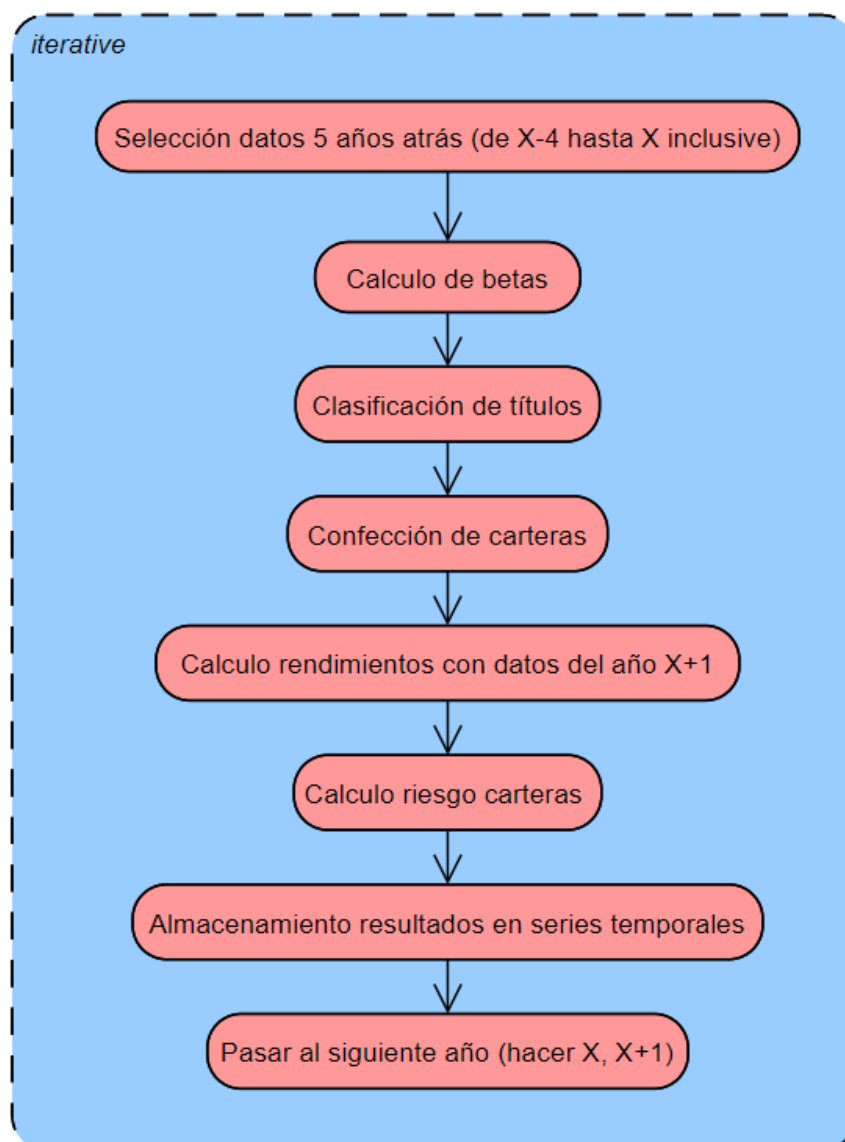 iterative
Selección datos 5 años atrás (de X-4 hasta X inclusive)
Calculo de betas
Clasificación de títulos
Confección de carteras
Calculo rendimientos con datos del año X+1
Calculo riesgo carteras
Almacenamiento resultados en series temporales
Pasar al siguiente año (hacer X, X+1)